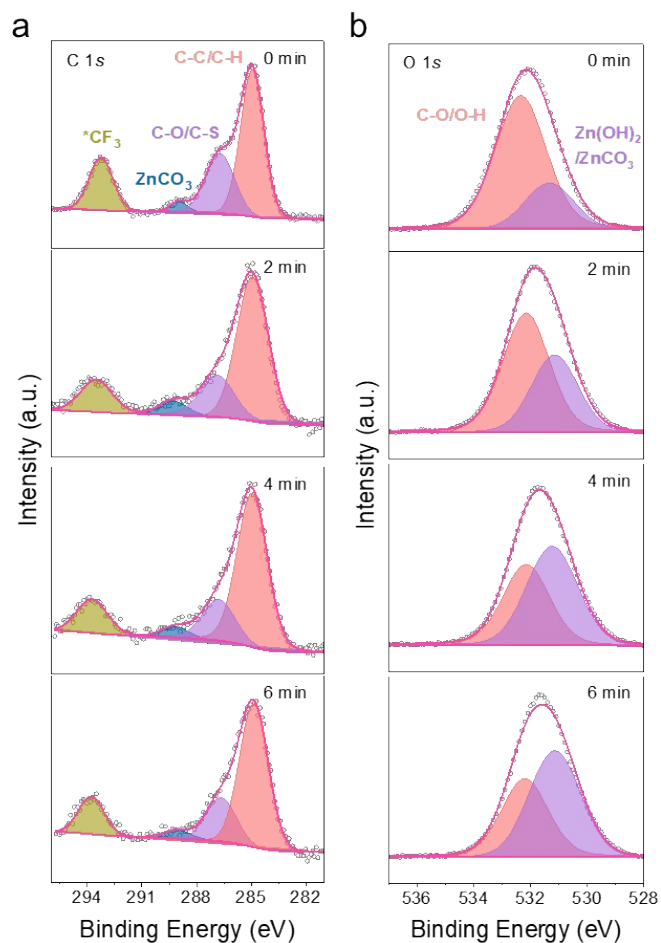 a
C 1s
0 min
C-C/C-H
C-O/C-S
*CF3
ZnCO3
2 min
4 min
6 min
Intensity (a.u.)
294 291 288 285 282
Binding Energy (eV)
b
O 1s
0 min
C-O/O-H
Zn(OH)2
/ZnCO3
2 min
4 min
6 min
Intensity (a.u.)
536 534 532 530 528
Binding Energy (eV)